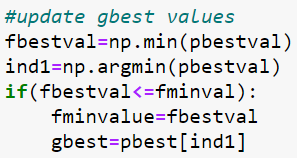 #update gbest values
fbestval=np.min(pbestval)
ind1=np.argmin(pbestval)
if(fbestval<=fminval):
    fminvalue=fbestval
    gbest=pbest[ind1]